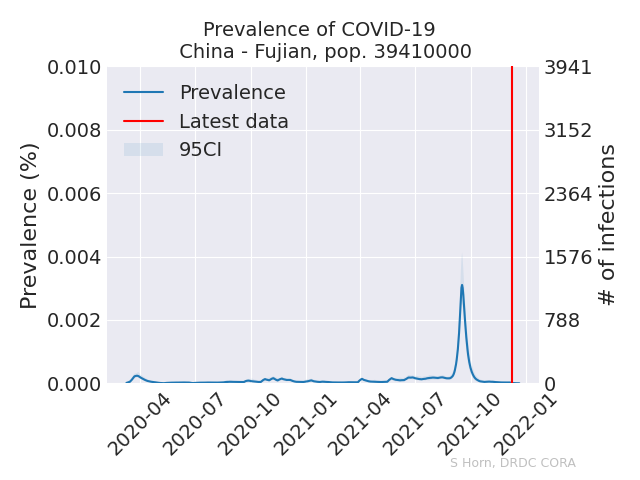 Prevalence of COVID-19
China - Fujian, pop. 39410000
Prevalence
Latest data
95CI
Prevalence (%)
0.010
0.008
0.006
0.004
0.002
0.000
3941
3152
2364
1576
788
0
# of infections
2020-04
2020-07
2020-10
2021-01
2021-04
2021-07
2021-10
2022-01
S Horn, DRDC CORA